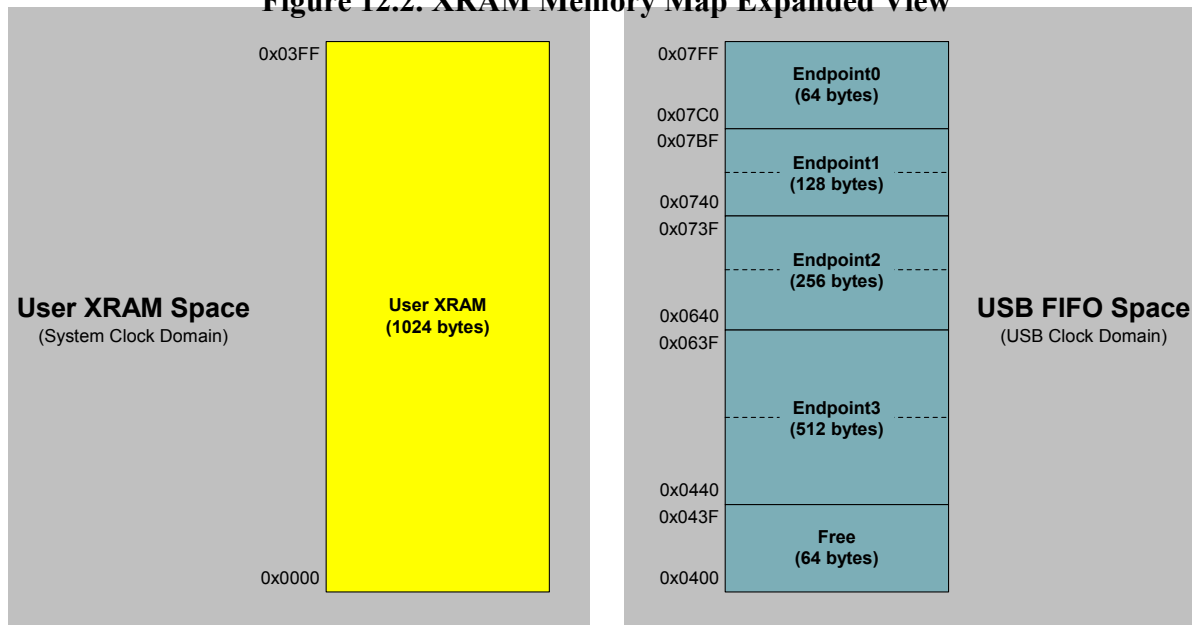 Figure 12.2. XRAM Memory Map Expanded View
0x03FF
User XRAM Space
(System Clock Domain)
User XRAM
(1024 bytes)
0x0000
0x07FF
Endpoint0
(64 bytes)
0x07C0
0x07BF
Endpoint1
(128 bytes)
0x0740
0x073F
Endpoint2
(256 bytes)
0x0640
0x063F
Endpoint3
(512 bytes)
0x0440
0x043F
Free
(64 bytes)
0x0400
USB FIFO Space
(USB Clock Domain)